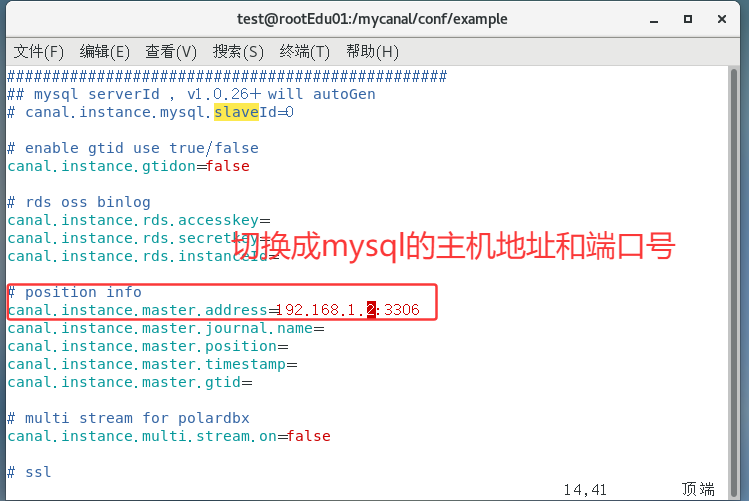 test@rootEdu01:/mycanal/conf/example
文件(F) 编辑(E) 查看(V) 搜索(S) 终端(T) 帮助(H)
#################################################
## mysql serverId , v1.0.26+ will autoGen
# canal.instance.mysql.slaveId=0
# enable gtid use true/false
canal.instance.gtidon=false
# rds oss binlog
canal.instance.rds.accesskey=
canal.instance.rds.secretkey=
切换成mysql的主机地址和端口号
canal.instance.rds.instanceId=
# position info
canal.instance.master.address=192.168.1.2:3306
canal.instance.master.journal.name=
canal.instance.master.position=
canal.instance.master.timestamp=
canal.instance.master.gtid=
# multi stream for polardbx
canal.instance.multi.stream.on=false
# ssl
14,41 顶端